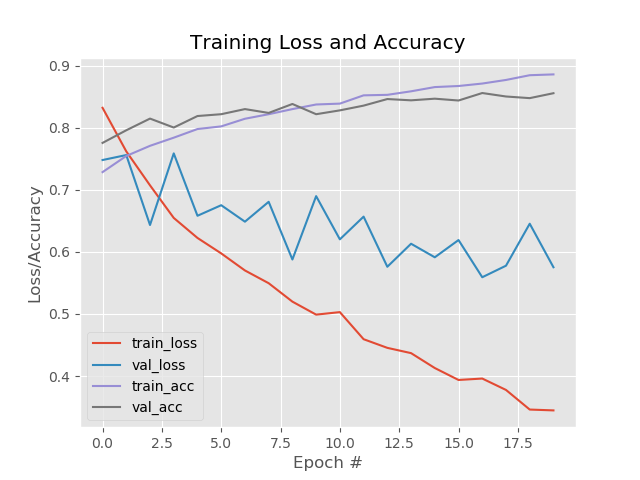 Training Loss and Accuracy
0.9
0.8
0.7
0.6
0.5
0.4
Loss/Accuracy
train_loss
val_loss
train_acc
val_acc
0.0 2.5 5.0 7.5 10.0 12.5 15.0 17.5
Epoch #